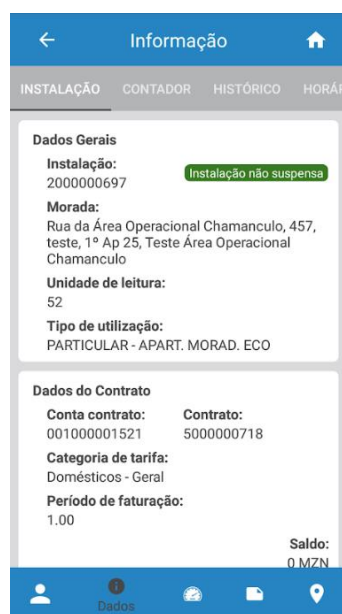 Informação
INSTALAÇÃO CONTADOR HISTÓRICO HORÁ
Dados Gerais
Instalação:
2000000697
Instalação não suspensa
Morada:
Rua da Área Operacional Chamanculo, 457,
teste, 1º Ap 25, Teste Área Operacional
Chamanculo
Unidade de leitura:
52
Tipo de utilização:
PARTICULAR - APART. MORAD. ECO
Dados do Contrato
Conta contrato: Contrato:
001000001521 5000000718
Categoria de tarifa:
Domésticos - Geral
Período de faturação:
1.00
Saldo:
0 MZN
Dados